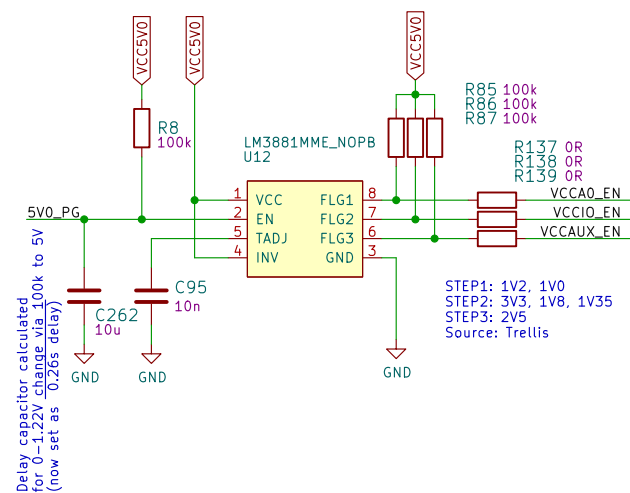 VCC5V0
VCC5V0
VCC5V0
R8
100k
LM3881MME_NOPB
U12
R85 100k
R86 100k
R87 100k
R137 0R
R138 0R
R139 0R
5V0_PG
1 VCC FLG1 8
2 EN FLG2 7
5 TADJ FLG3 6
4 INV GND 3
VCCA0_EN
VCCIO_EN
VCCAUX_EN
C262
10u
C95
10n
GND
GND
GND
STEP1: 1V2, 1V0
STEP2: 3V3, 1V8, 1V35
STEP3: 2V5
Source: Trellis
Delay capacitor calculated
for 0-1.22V change via 100k to 5V
(now set as 0.26s delay)